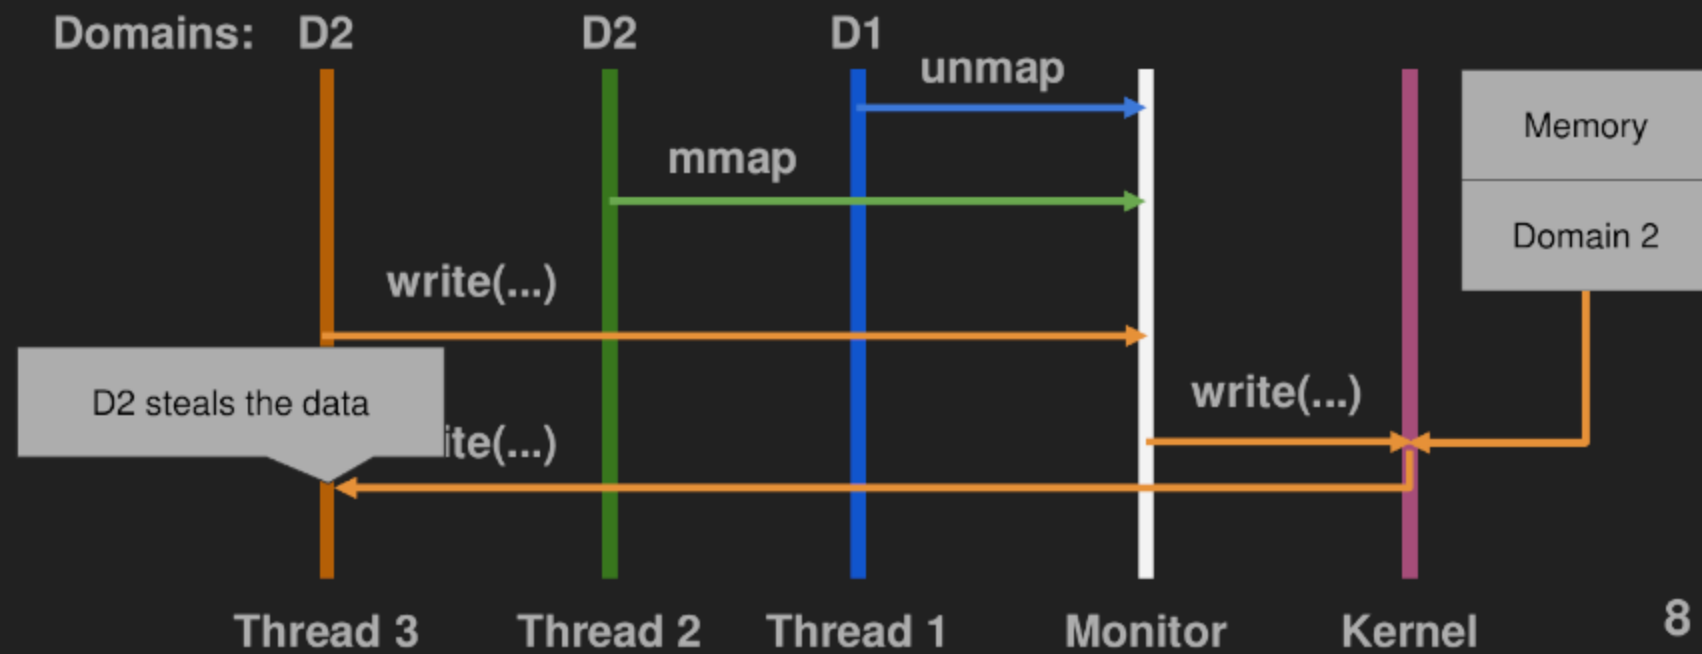 Domains: D2 D2 D1
unmap
Memory
mmap
Domain 2
write(...)
D2 steals the data
write(...)
ite(...)
Thread 3 Thread 2 Thread 1 Monitor Kernel 8